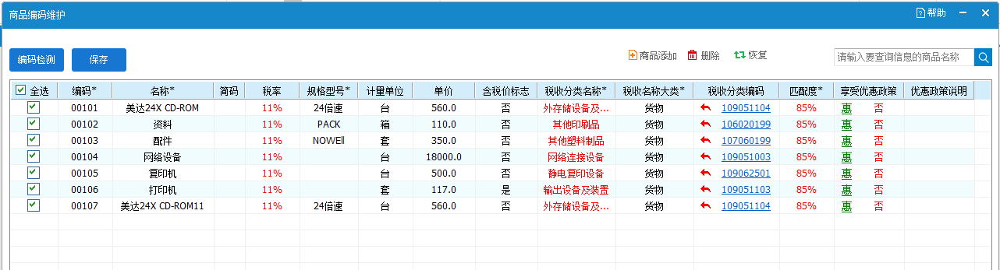 商品编码维护 帮助
编码检测 保存 商品添加 删除 恢复 请输入要查询信息的商品名称
全选 编码* 名称* 简码 税率 规格型号* 计量单位 单价 含税价标志 税收分类名称* 税收名称大类* 税收分类编码 匹配度* 享受优惠政策 优惠政策说明
00101 美达24X CD-ROM 11% 24倍速 台 560.0 否 外存储设备及... 货物 109051104 85% 惠 否
00102 资料 11% PACK 箱 110.0 否 其他印刷品 货物 106020199 85% 惠 否
00103 配件 11% NOWEll 套 350.0 否 其他塑料制品 货物 107060199 85% 惠 否
00104 网络设备 11% 台 18000.0 否 网络连接设备 货物 109051003 85% 惠 否
00105 复印机 11% 台 500.0 否 静电复印设备 货物 109062501 85% 惠 否
00106 打印机 11% 套 117.0 是 输出设备及装置 货物 109051103 85% 惠 否
00107 美达24X CD-ROM11 11% 24倍速 台 560.0 否 外存储设备及... 货物 109051104 85% 惠 否